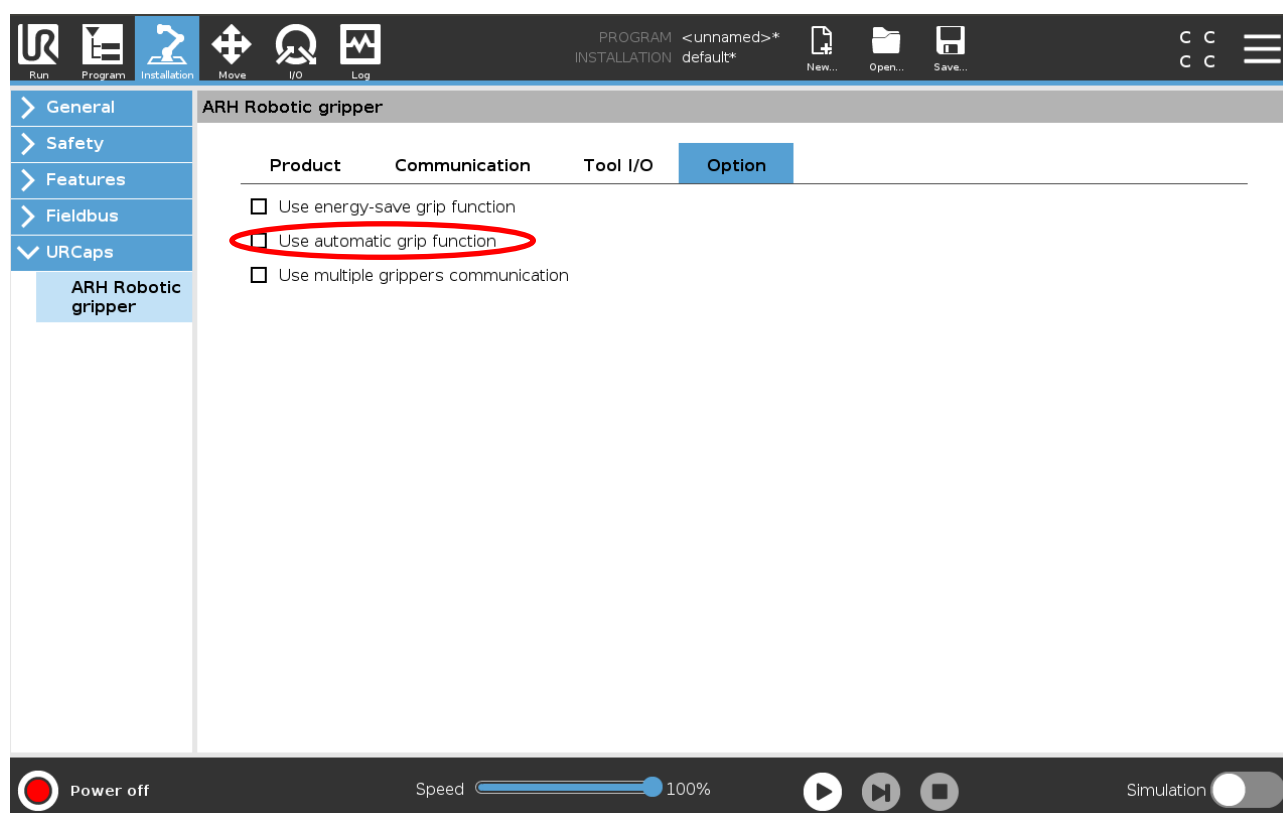 UR
PROGRAM <unnamed>*
INSTALLATION default*
C C
C C
Run Program Installation Move I/O Log New... Open... Save...
General
ARH Robotic gripper
Safety
Features
Fieldbus
URCaps
ARH Robotic
gripper
Product Communication Tool I/O Option
Use energy-save grip function
Use automatic grip function
Use multiple grippers communication
Power off Speed 100% Simulation